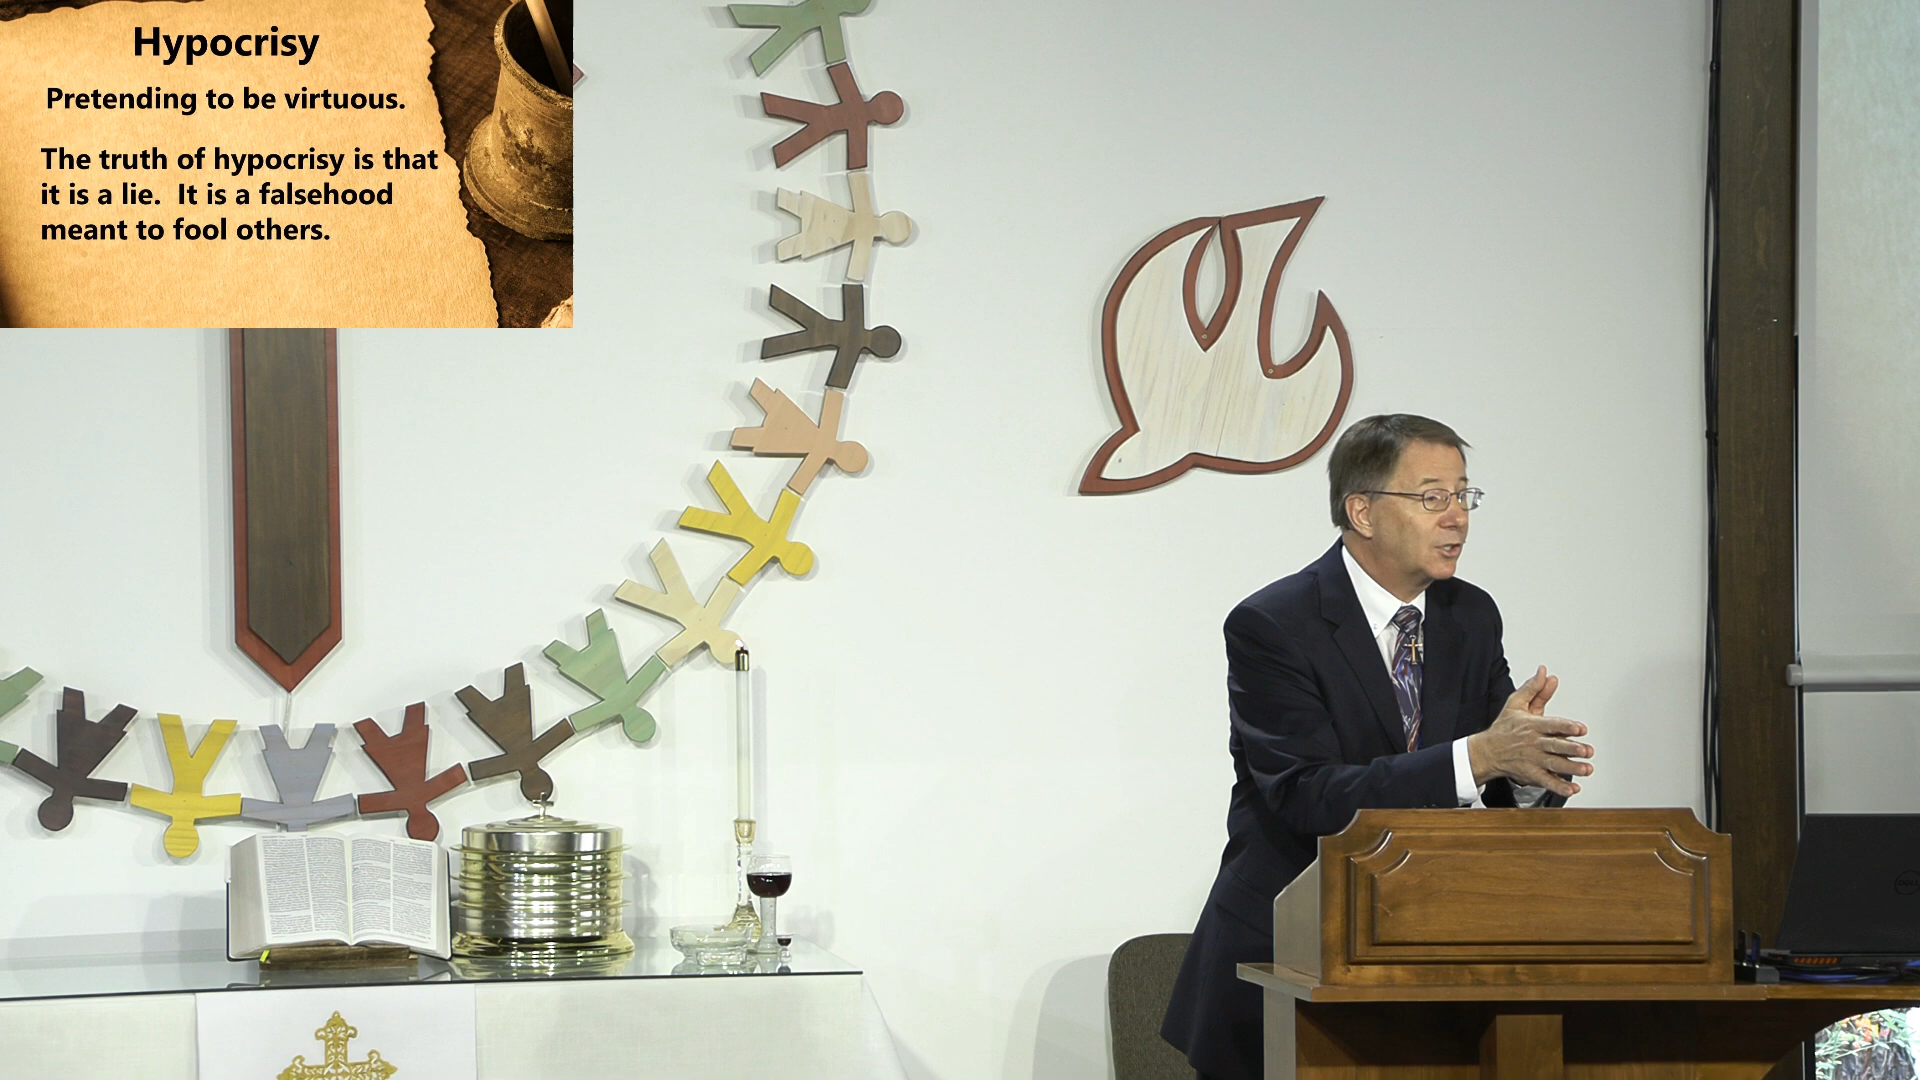 Hypocrisy
Pretending to be virtuous.
The truth of hypocrisy is that
it is a lie.  It is a falsehood
meant to fool others.